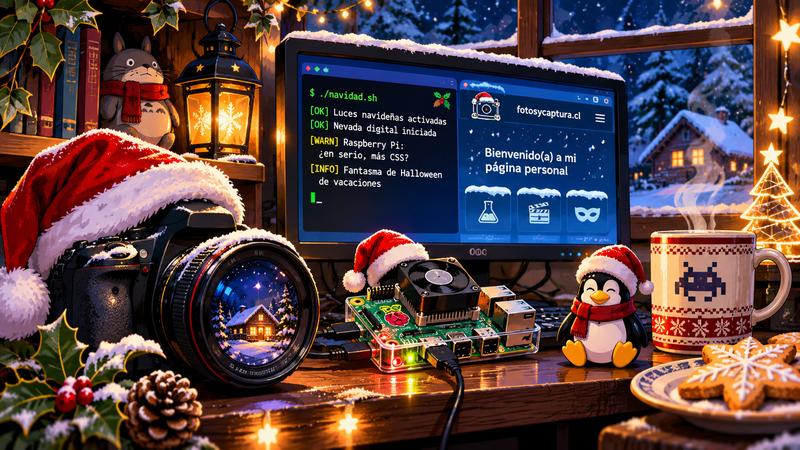 $ ./navidad.sh
[OK] Luces navideñas activadas
[OK] Nevada digital iniciada
[WARN] Raspberry Pi:
¿en serio, más CSS?
[INFO] Fantasma de Halloween
de vacaciones
fotosycaptura.cl
Bienvenido(a) a mi
página personal